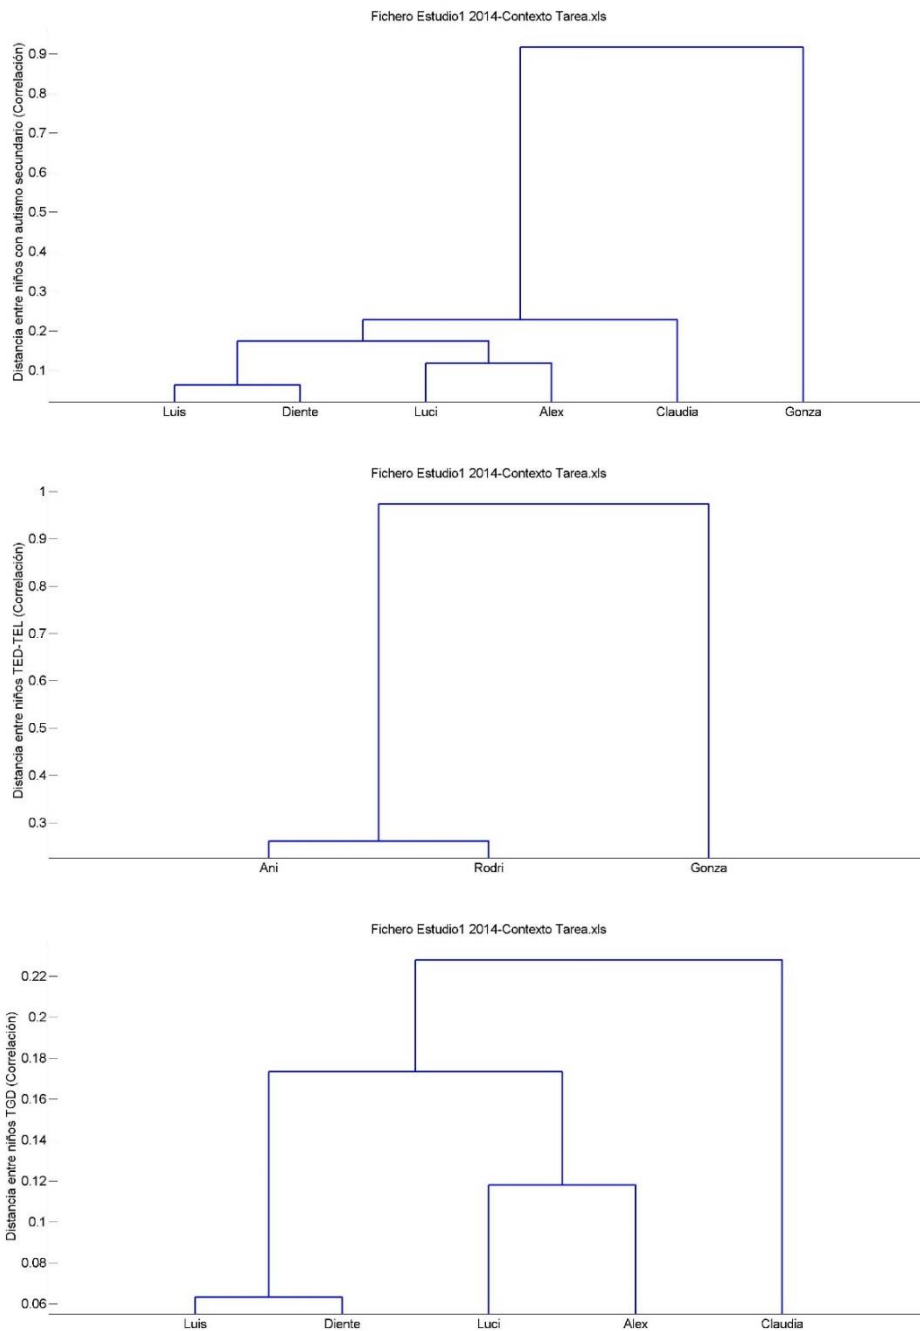 Fichero Estudio1 2014-Contexto Tarea.xls
Distancia entre niños con autismo secundario (Correlación)
0.9
0.8
0.7
0.6
0.5
0.4
0.3
0.2
0.1
Luis Diente Luci Alex Claudia Gonza
Fichero Estudio1 2014-Contexto Tarea.xls
Distancia entre niños TED-TEL (Correlación)
1
0.9
0.8
0.7
0.6
0.5
0.4
0.3
Ani Rodri Gonza
Fichero Estudio1 2014-Contexto Tarea.xls
Distancia entre niños TGD (Correlación)
0.22
0.2
0.18
0.16
0.14
0.12
0.1
0.08
0.06
Luis Diente Luci Alex Claudia